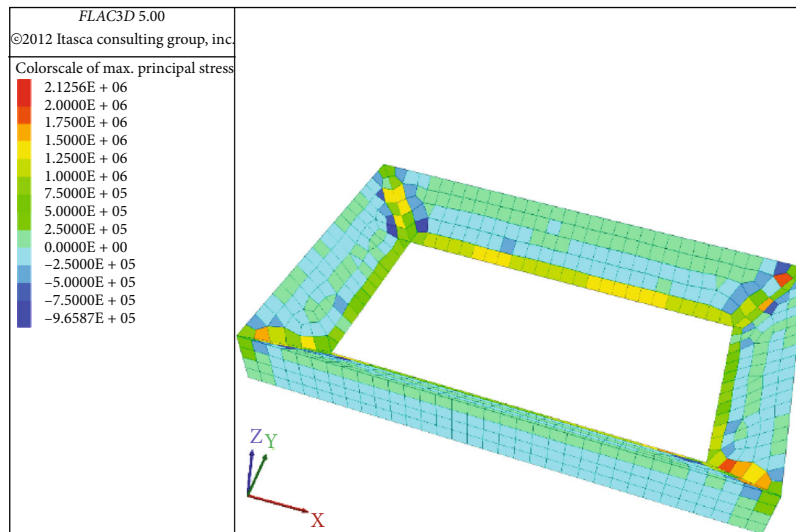 FLAC3D 5.00
©2012 Itasca consulting group, inc.
Colorscale of max. principal stress
2.1256E + 06
2.0000E + 06
1.7500E + 06
1.5000E + 06
1.2500E + 06
1.0000E + 06
7.5000E + 05
5.0000E + 05
2.5000E + 05
0.0000E + 00
–2.5000E + 05
–5.0000E + 05
–7.5000E + 05
–9.6587E + 05
Z Y
X